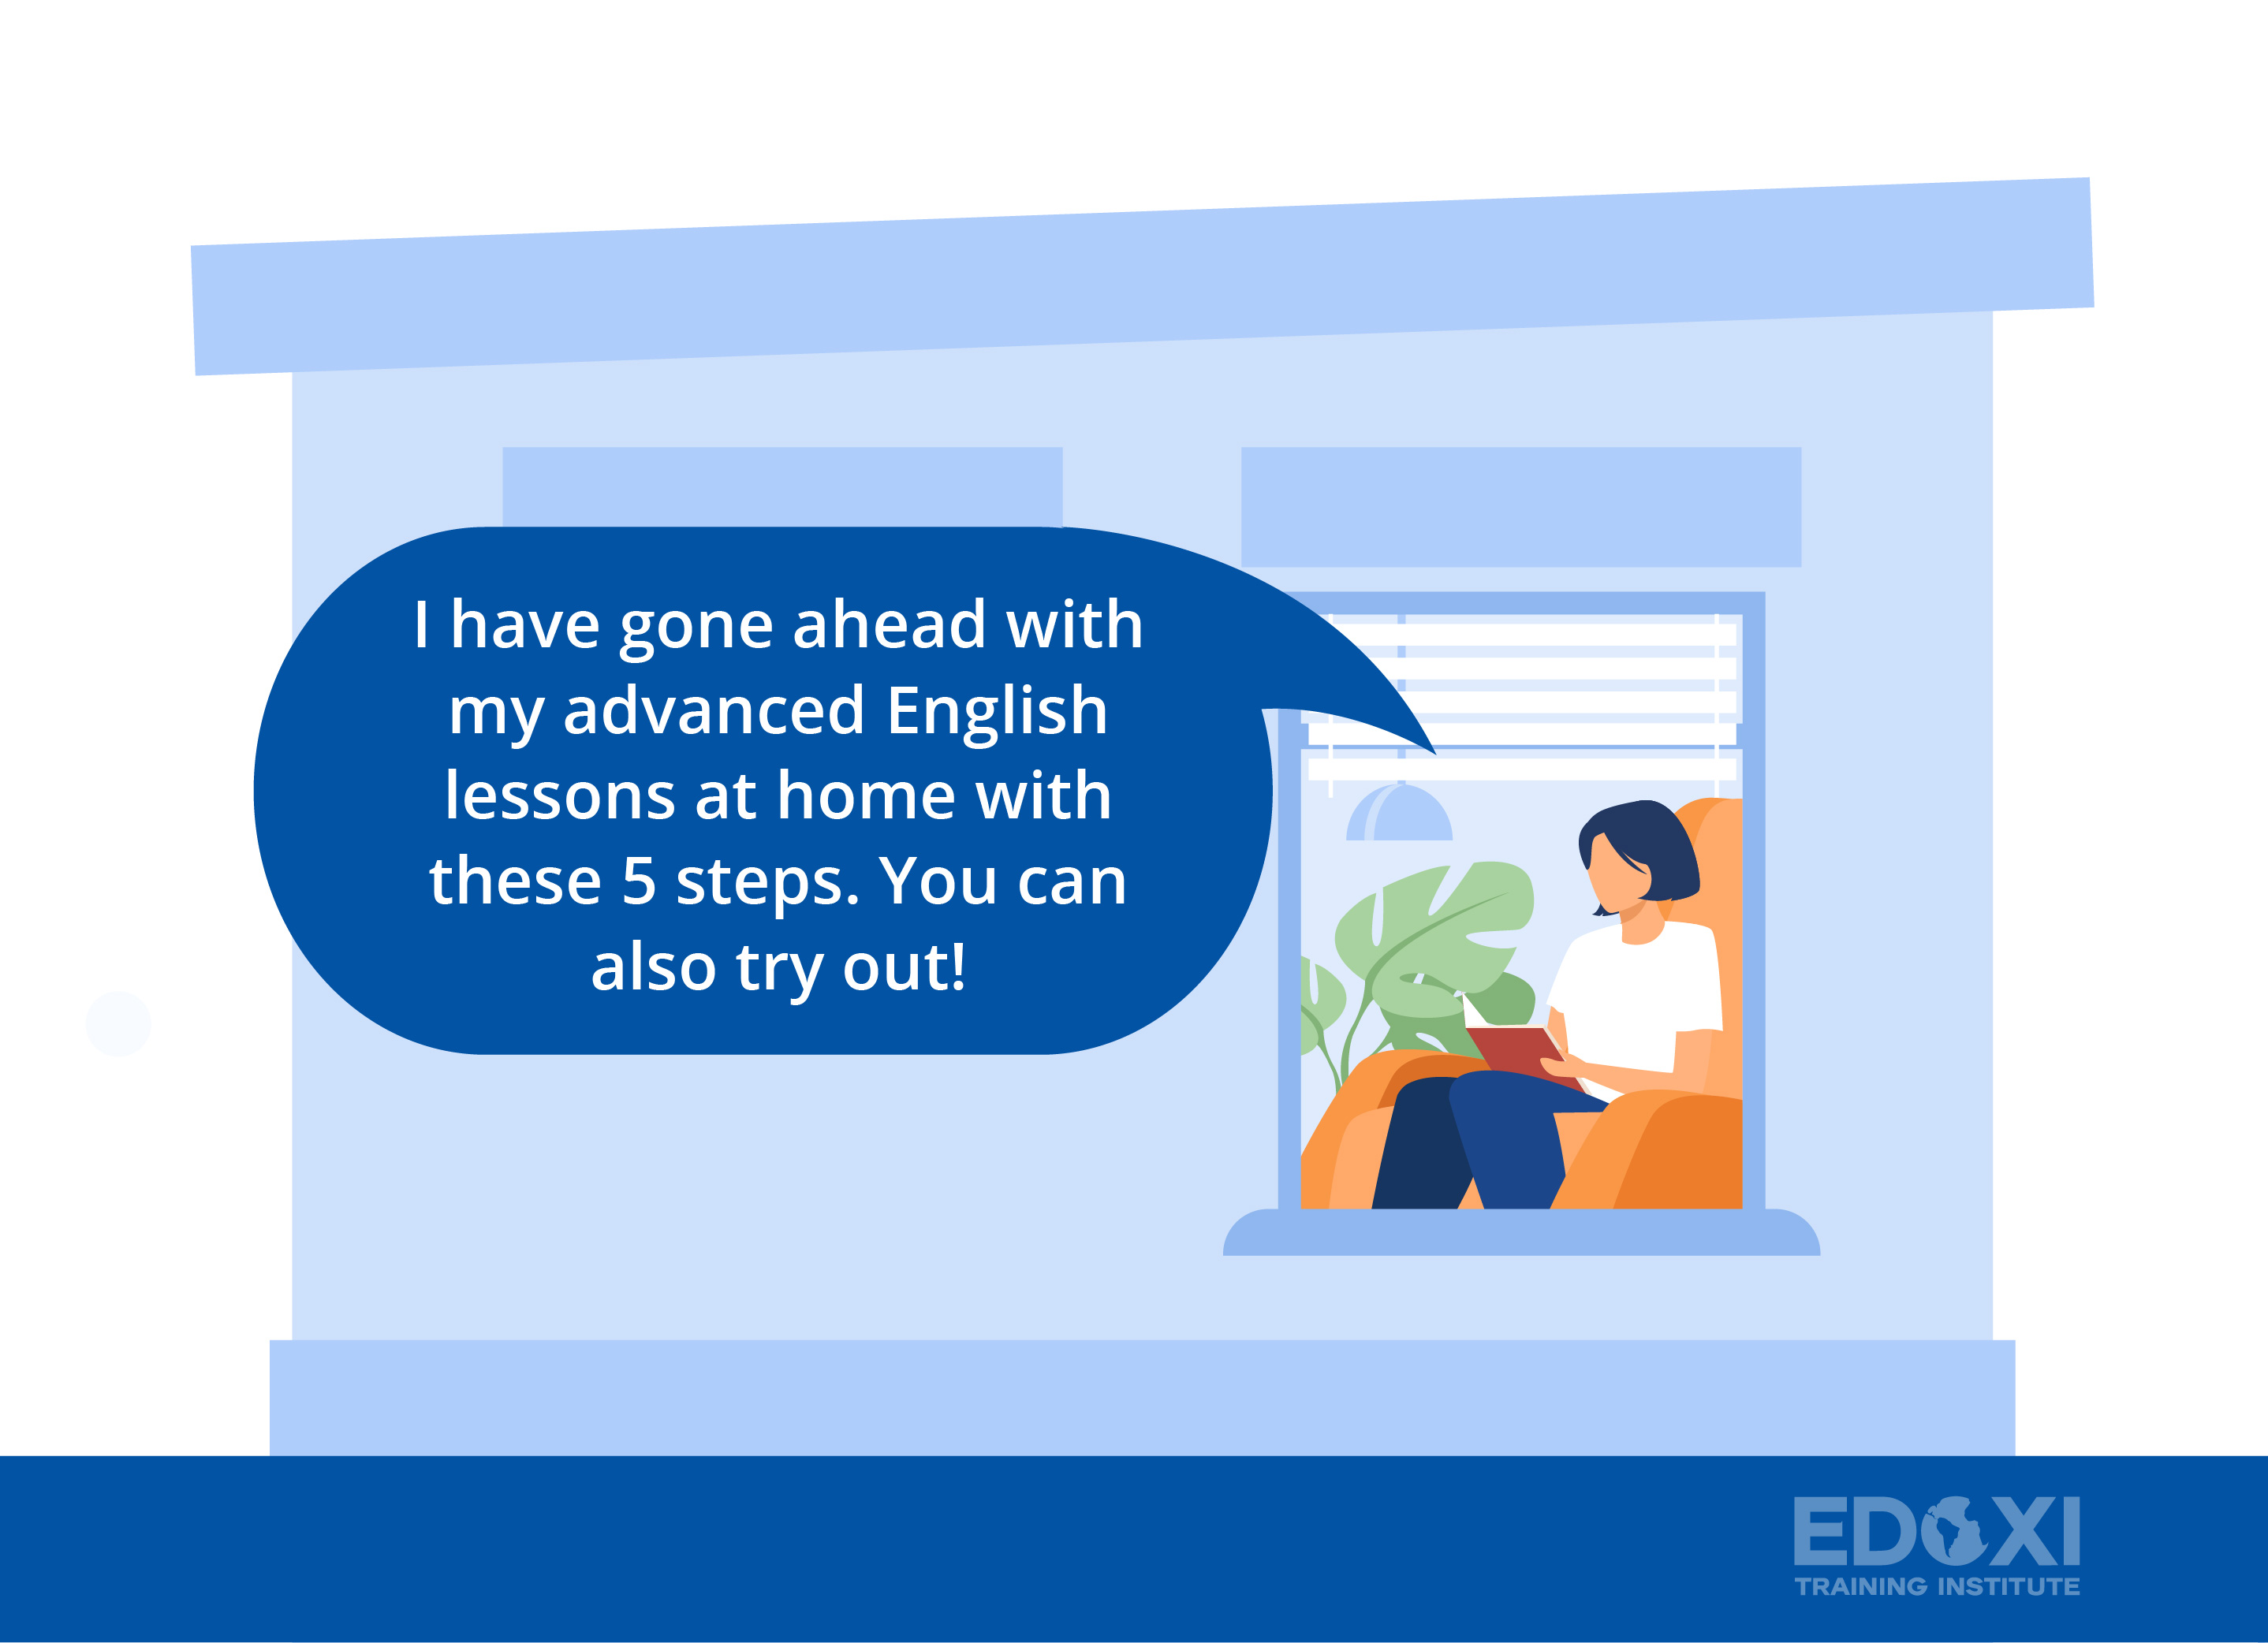 I have gone ahead with
my advanced English
lessons at home with
these 5 steps. You can
also try out!
EDOXI
TRAINING INSTITUTE